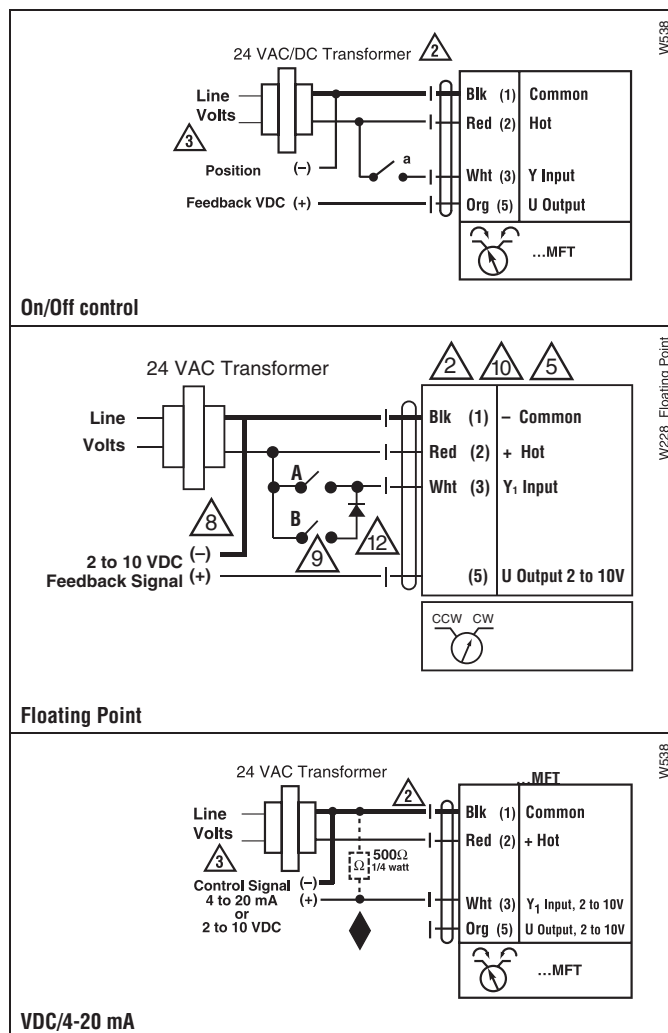 24 VAC/DC Transformer 2
W538
Line
Volts
3
Blk (1) Common
Red (2) Hot
a
Position (–)
Wht (3) Y Input
Feedback VDC (+)
Org (5) U Output
...MFT
On/Off control
24 VAC Transformer
2 10 5
W228_Floating Point
Line
Volts
Blk (1) – Common
Red (2) + Hot
A
Wht (3) Y1 Input
8
B
9
12
2 to 10 VDC (–)
Feedback Signal (+)
(5) U Output 2 to 10V
CCW CW
Floating Point
24 VAC Transformer
2
...MFT
W538
Line
Volts
3
Blk (1) Common
Red (2) + Hot
Ω 500Ω
1/4 watt
Control Signal (–)
4 to 20 mA (+)
or
2 to 10 VDC
Wht (3) Y1 Input, 2 to 10V
Org (5) U Output, 2 to 10V
...MFT
VDC/4-20 mA